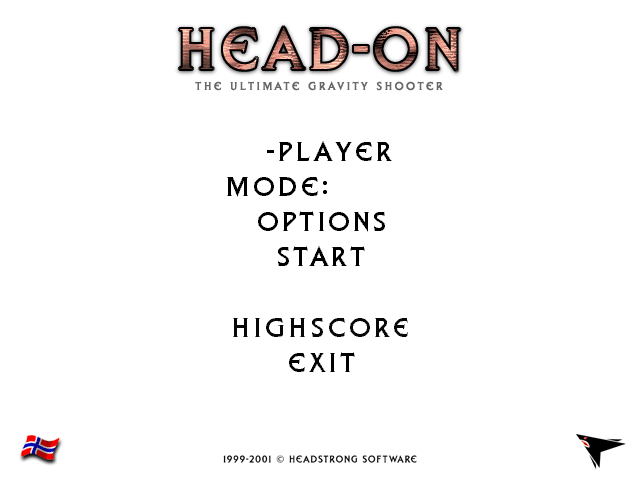 HEAD-ON
THE ULTIMATE GRAVITY SHOOTER
-PLAYER
MODE:
OPTIONS
START
HIGHSCORE
EXIT
1999-2001 © HEADSTRONG SOFTWARE